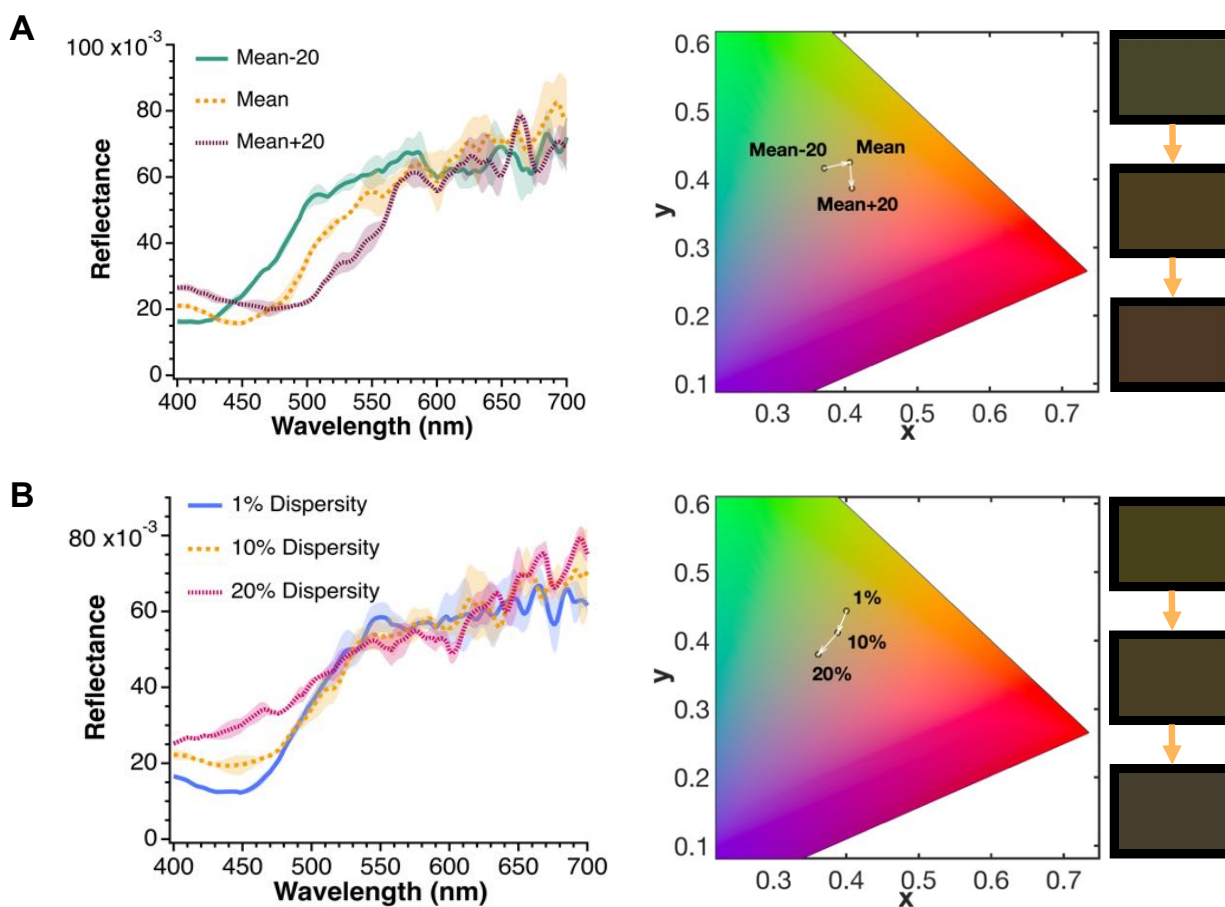 A
100 x10-3
80
60
40
20
0
Reflectance
Mean-20
Mean
Mean+20
400 450 500 550 600 650 700
Wavelength (nm)
0.6
0.5
0.4
0.3
0.2
0.1
y
Mean-20
Mean
Mean+20
0.3 0.4 0.5 0.6 0.7
x
B
80 x10-3
60
40
20
0
Reflectance
1% Dispersity
10% Dispersity
20% Dispersity
400 450 500 550 600 650 700
Wavelength (nm)
0.6
0.5
0.4
0.3
0.2
0.1
y
1%
10%
20%
0.3 0.4 0.5 0.6 0.7
x